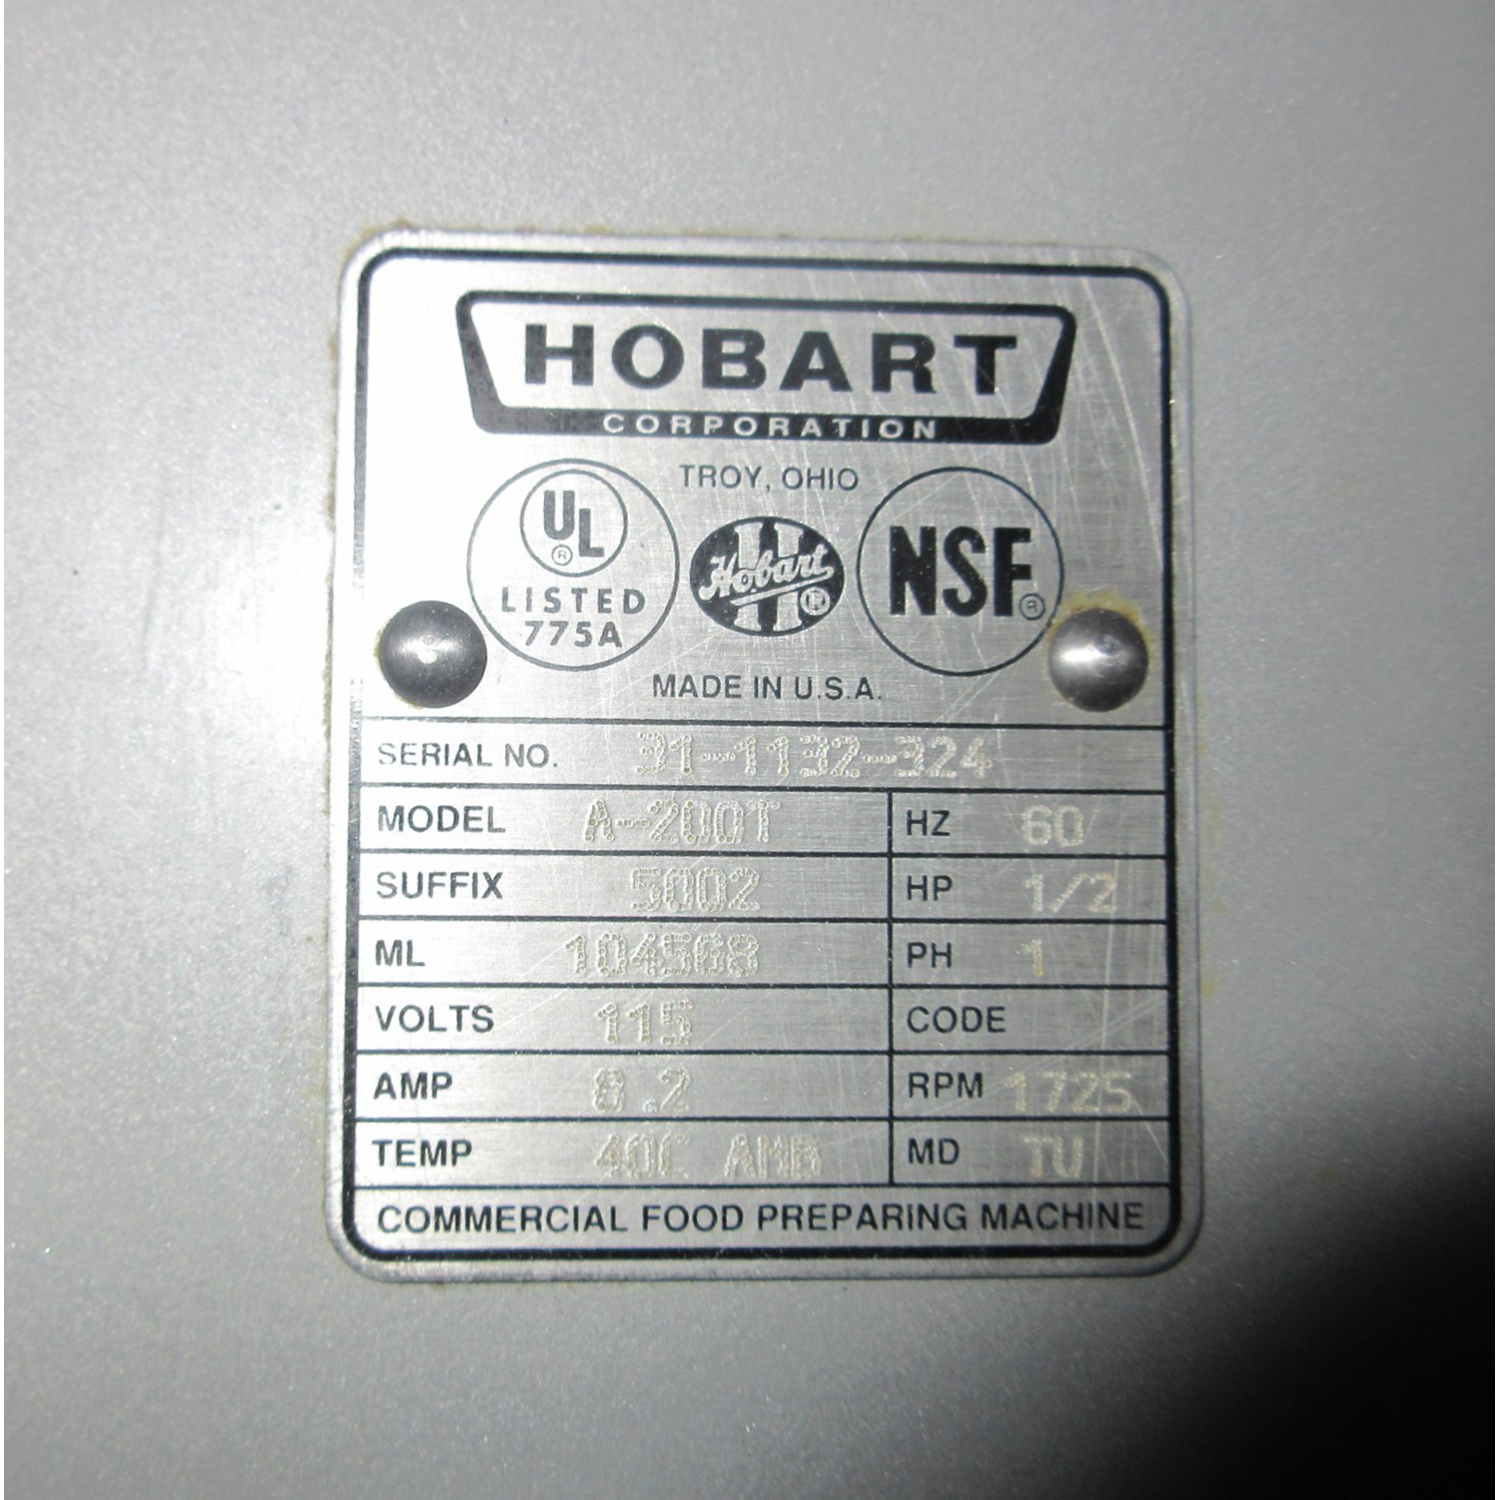 HOBART
CORPORATION
TROY, OHIO
UL ®
LISTED
775A
Hobart ®
NSF ®
MADE IN U.S.A.
SERIAL NO. 31-1132-324
MODEL A-200T HZ 60
SUFFIX 5002 HP 1/2
ML 104568 PH 1
VOLTS 115 CODE
AMP 8.2 RPM 1725
TEMP 40C AMB MD TU
COMMERCIAL FOOD PREPARING MACHINE